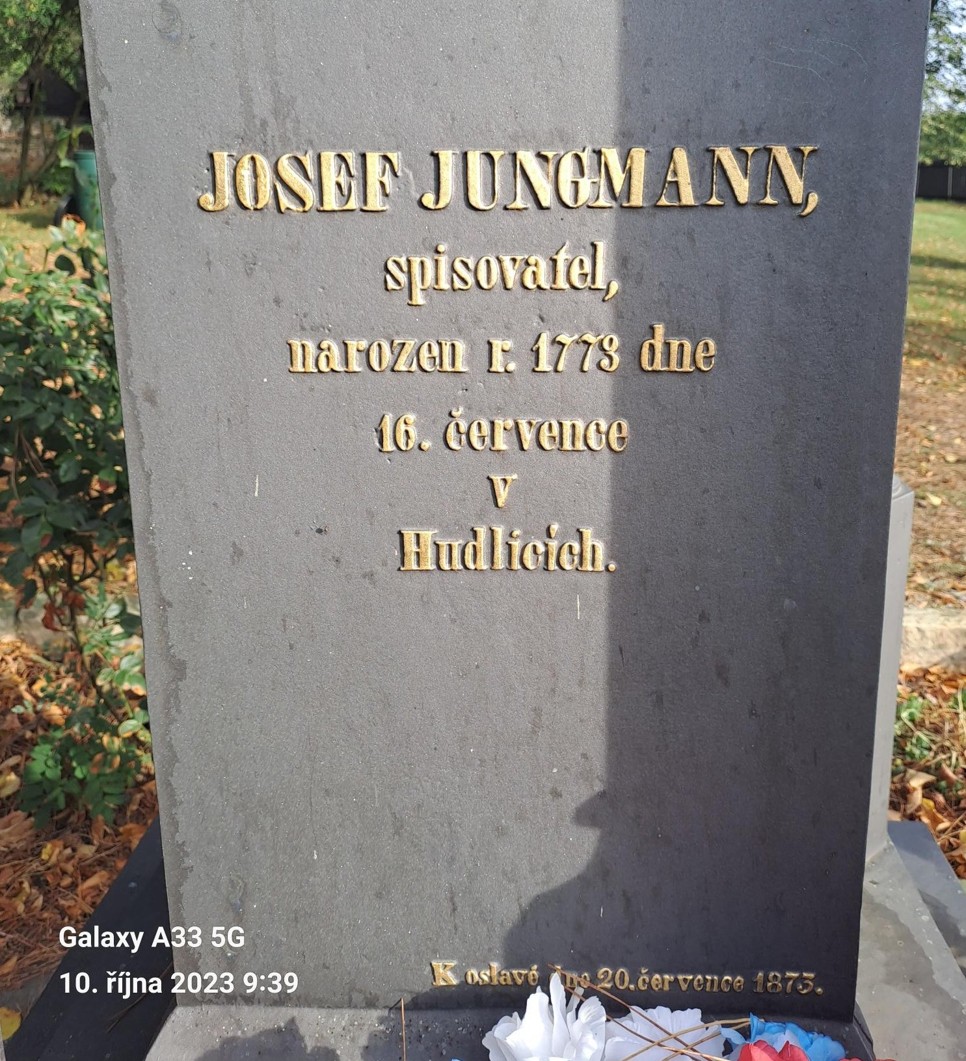 JOSEF JUNGMANN,
spisovatel,
narozen r. 1773 dne
16. července
v
Hudlicích.
K oslavě dne 20. července 1873.
Galaxy A33 5G
10. října 2023 9:39